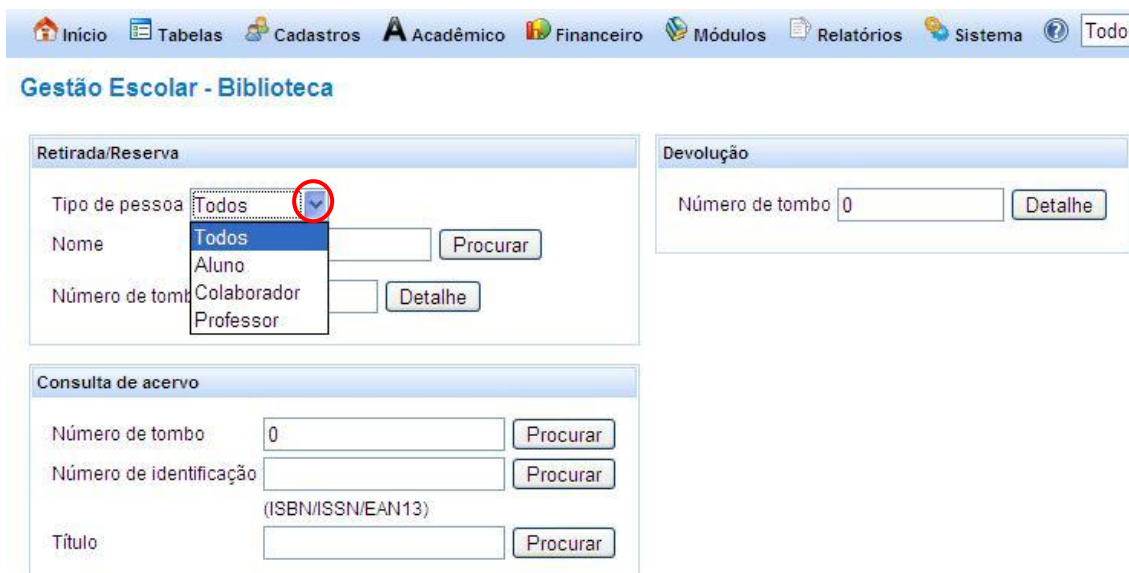 Início Tabelas Cadastros Acadêmico Financeiro Módulos Relatórios Sistema Todo
Gestão Escolar - Biblioteca
Retirada/Reserva
Tipo de pessoa Todos
Todos
Nome Procurar
Aluno
Número de tomb Colaborador Detalhe
Professor
Devolução
Número de tombo 0 Detalhe
Consulta de acervo
Número de tombo 0 Procurar
Número de identificação Procurar
(ISBN/ISSN/EAN13)
Título Procurar